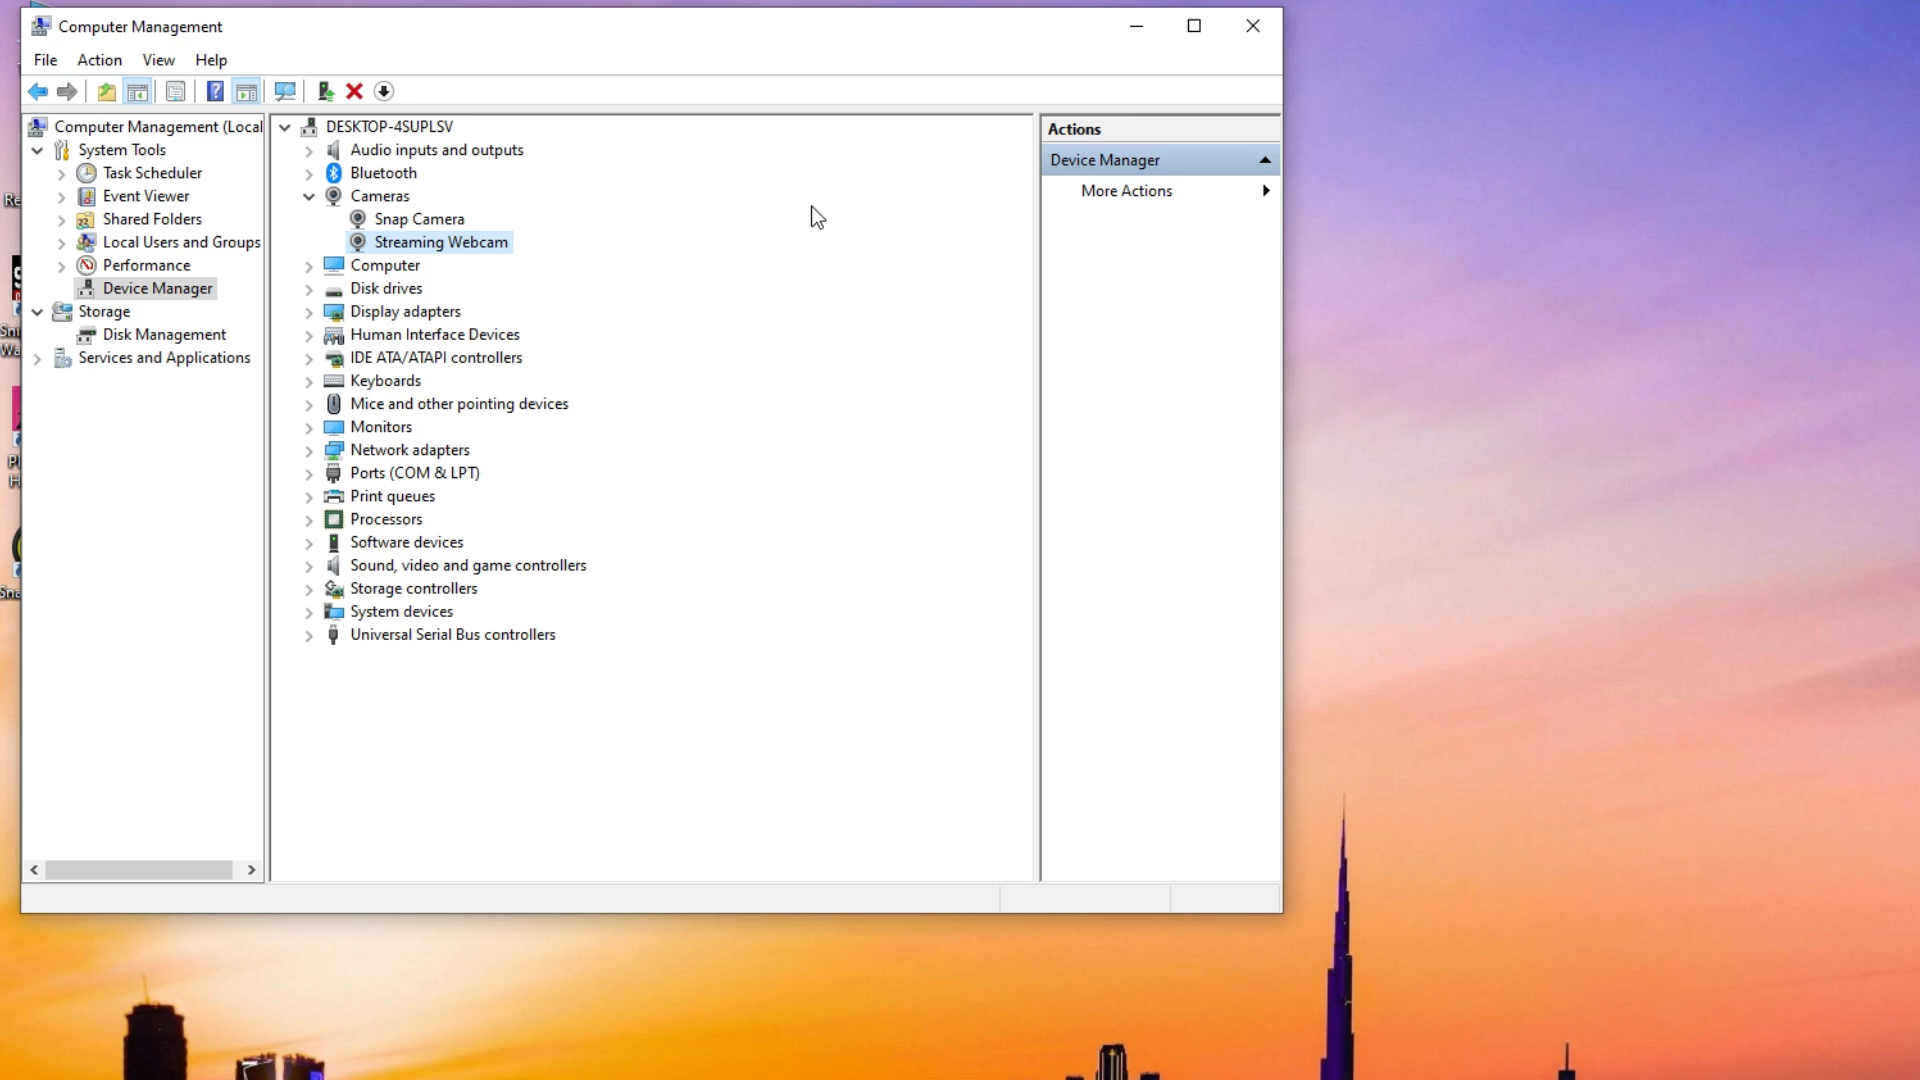 Computer Management
File Action View Help
Computer Management (Local
System Tools
Task Scheduler
Event Viewer
Shared Folders
Local Users and Groups
Performance
Device Manager
Storage
Disk Management
Services and Applications
DESKTOP-4SUPLSV
Audio inputs and outputs
Bluetooth
Cameras
Snap Camera
Streaming Webcam
Computer
Disk drives
Display adapters
Human Interface Devices
IDE ATA/ATAPI controllers
Keyboards
Mice and other pointing devices
Monitors
Network adapters
Ports (COM & LPT)
Print queues
Processors
Software devices
Sound, video and game controllers
Storage controllers
System devices
Universal Serial Bus controllers
Actions
Device Manager
More Actions